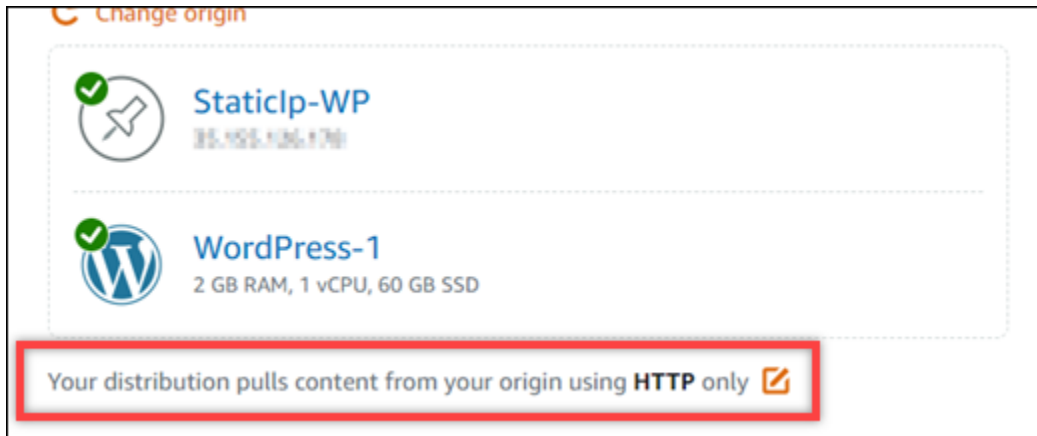 Change origin
StaticIp-WP
WordPress-1
2 GB RAM, 1 vCPU, 60 GB SSD
Your distribution pulls content from your origin using HTTP only